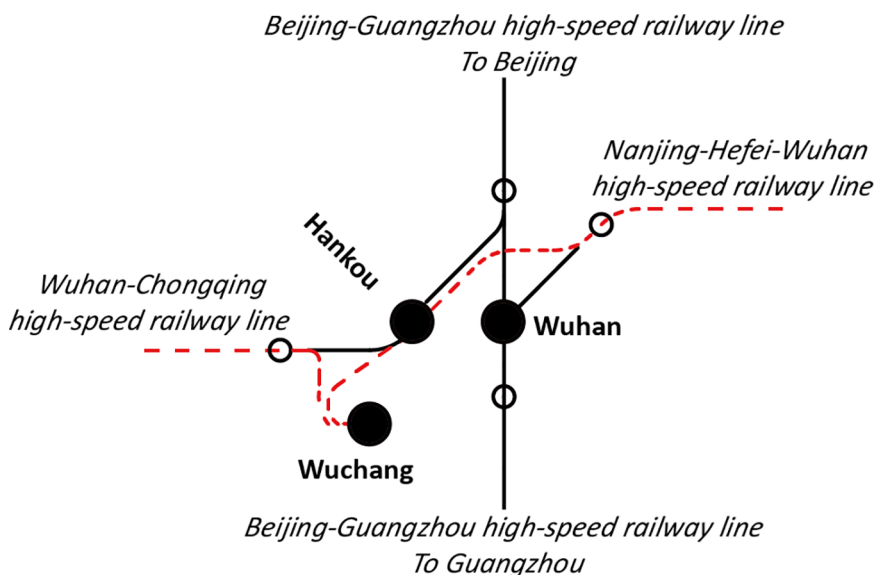 Beijing-Guangzhou high-speed railway line
To Beijing
Nanjing-Hefei-Wuhan
high-speed railway line
Hankou
Wuhan-Chongqing
high-speed railway line
Wuhan
Wuchang
Beijing-Guangzhou high-speed railway line
To Guangzhou